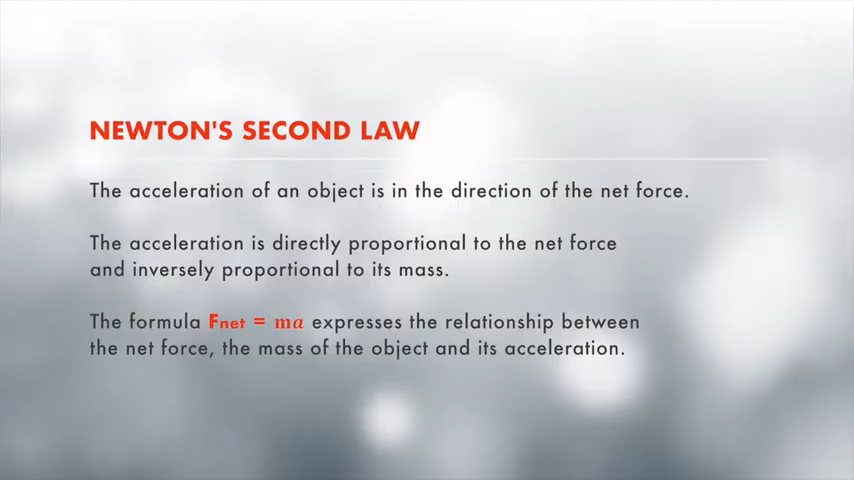 NEWTON'S SECOND LAW
The acceleration of an object is in the direction of the net force.
The acceleration is directly proportional to the net force
and inversely proportional to its mass.
The formula Fnet = ma expresses the relationship between
the net force, the mass of the object and its acceleration.